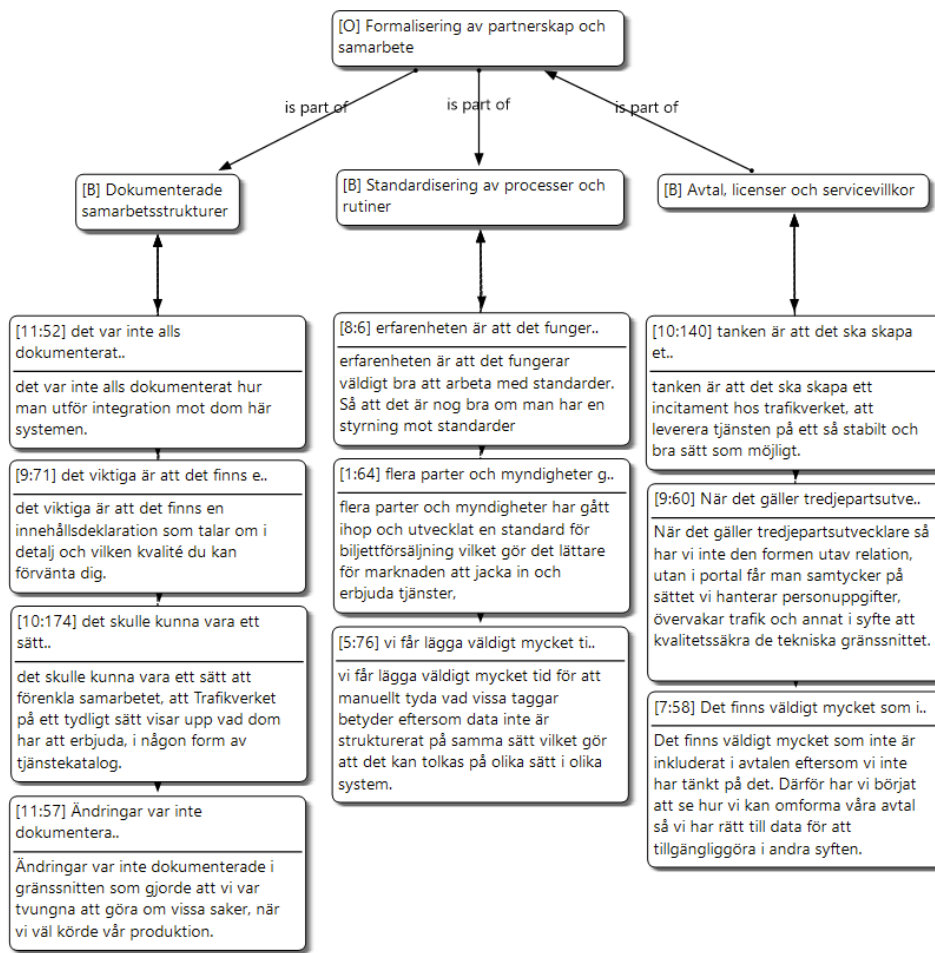 [O] Formalisering av partnerskap och
samarbete
is part of
is part of
is part of
[B] Dokumenterade
samarbetsstrukturer
[B] Standardisering av processer och
rutiner
[B] Avtal, licenser och servicevillkor
[11:52] det var inte alls
dokumenterat..
det var inte alls dokumenterat hur
man utför integration mot dom här
systemen.
[9:71] det viktiga är att det finns e..
det viktiga är att det finns en
innehållsdeklaration som talar om i
detalj och vilken kvalité du kan
förvänta dig.
[10:174] det skulle kunna vara ett
sätt..
det skulle kunna vara ett sätt att
förenkla samarbetet, att Trafikverket
på ett tydligt sätt visar upp vad dom
har att erbjuda, i någon form av
tjänstekatalog.
[11:57] Ändringar var inte
dokumentera..
Ändringar var inte dokumenterade i
gränssnitten som gjorde att vi var
tvungna att göra om vissa saker, när
vi väl körde vår produktion.
[8:6] erfarenheten är att det funger..
erfarenheten är att det fungerar
väldigt bra att arbeta med standarder.
Så att det är nog bra om man har en
styrning mot standarder
[1:64] flera parter och myndigheter g..
flera parter och myndigheter har gått
ihop och utvecklat en standard för
biljettförsäljning vilket gör det lättare
för marknaden att jacka in och
erbjuda tjänster,
[5:76] vi får lägga väldigt mycket ti..
vi får lägga väldigt mycket tid för att
manuellt tyda vad vissa taggar
betyder eftersom data inte är
strukturerat på samma sätt vilket gör
att det kan tolkas på olika sätt i olika
system.
[10:140] tanken är att det ska skapa
et..
tanken är att det ska skapa ett
incitament hos trafikverket, att
leverera tjänsten på ett så stabilt och
bra sätt som möjligt.
[9:60] När det gäller tredjepartsutve..
När det gäller tredjepartsutvecklare så
har vi inte den formen utav relation,
utan i portal får man samtycker på
sättet vi hanterar personuppgifter,
övervakar trafik och annat i syfte att
kvalitetssäkra de tekniska gränssnittet.
[7:58] Det finns väldigt mycket som i..
Det finns väldigt mycket som inte är
inkluderat i avtalen eftersom vi inte
har tänkt på det. Därför har vi börjat
att se hur vi kan omforma våra avtal
så vi har rätt till data för att
tillgängliggöra i andra syften.